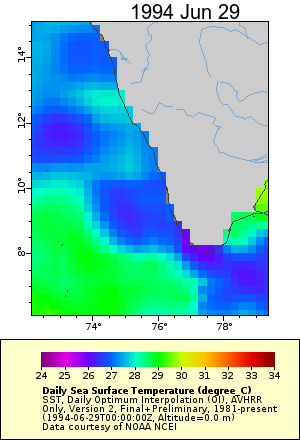 1994 Jun 29
14°
12°
10°
8°
74° 76° 78°
24 25 26 27 28 29 30 31 32 33 34
Daily Sea Surface Temperature (degree_C)
SST, Daily Optimum Interpolation (OI), AVHRR
Only, Version 2, Final+Preliminary, 1981-present
(1994-06-29T00:00:00Z, Altitude=0.0 m)
Data courtesy of NOAA NCEI